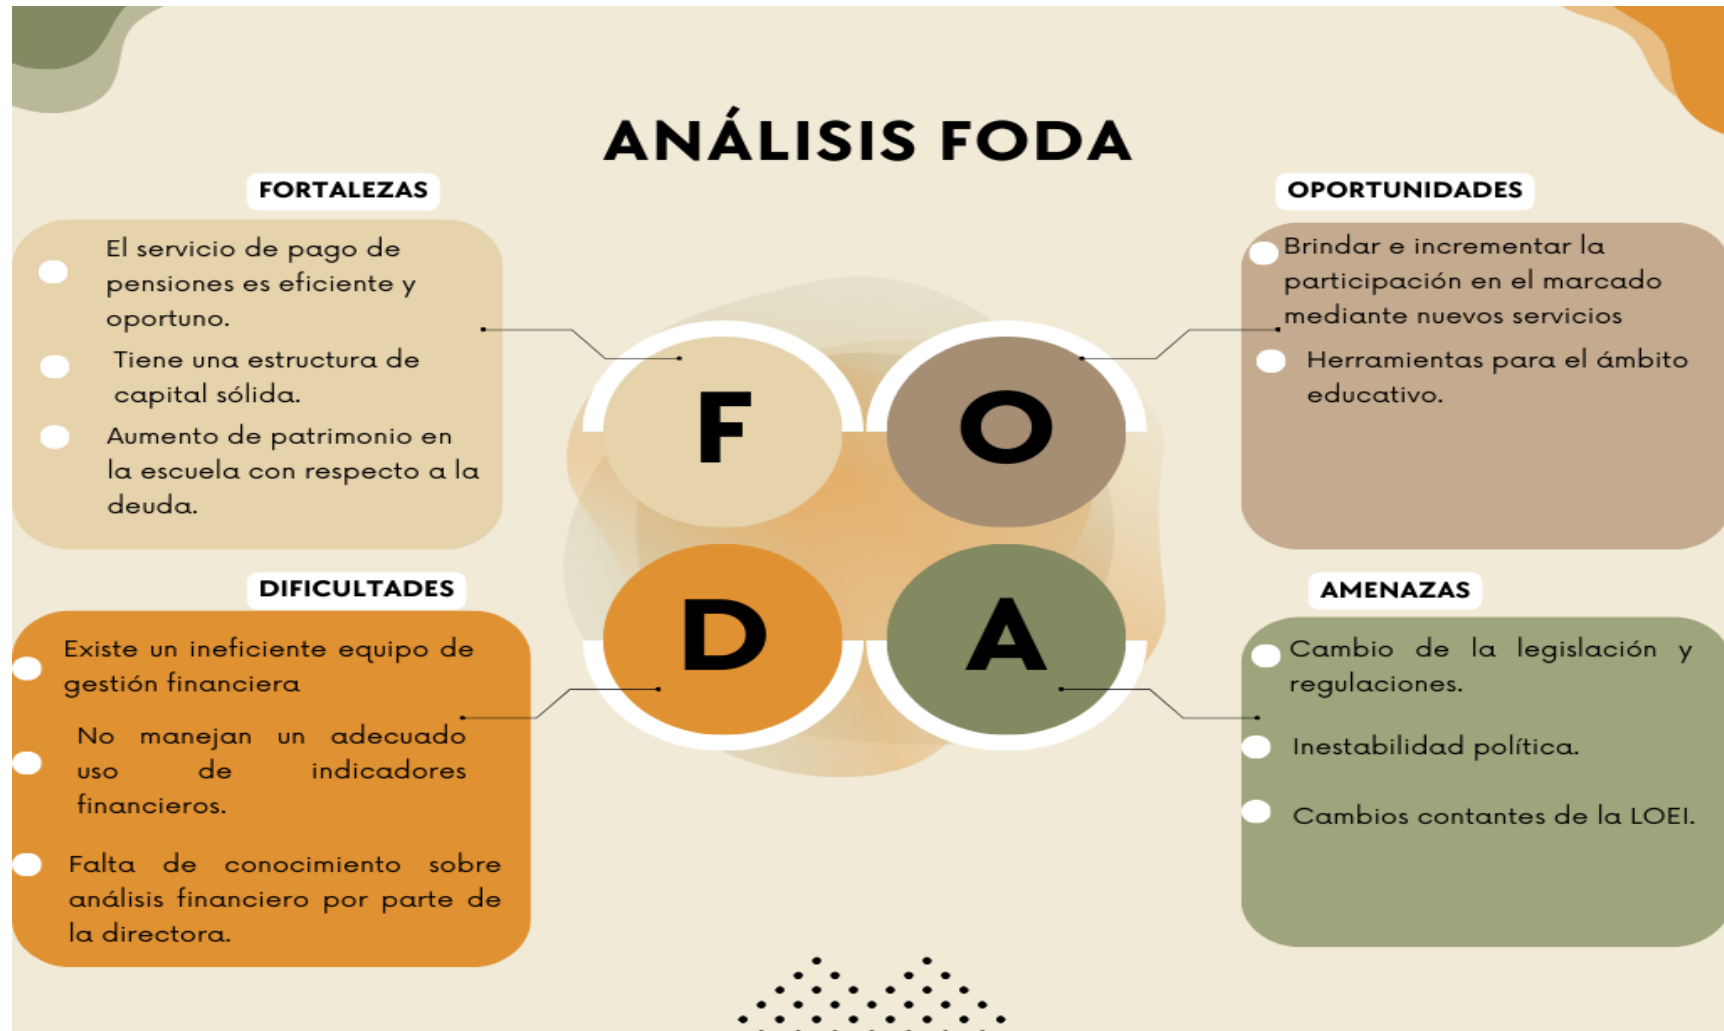 ANÁLISIS FODA
FORTALEZAS
El servicio de pago de
pensiones es eficiente y
oportuno.
Tiene una estructura de
capital sólida.
Aumento de patrimonio en
la escuela con respecto a la
deuda.
OPORTUNIDADES
Brindar e incrementar la
participación en el marcado
mediante nuevos servicios
Herramientas para el ámbito
educativo.
F
O
D
A
DIFICULTADES
Existe un ineficiente equipo de
gestión financiera
No manejan un adecuado
uso de indicadores
financieros.
Falta de conocimiento sobre
análisis financiero por parte de
la directora.
AMENAZAS
Cambio de la legislación y
regulaciones.
Inestabilidad política.
Cambios contantes de la LOEI.